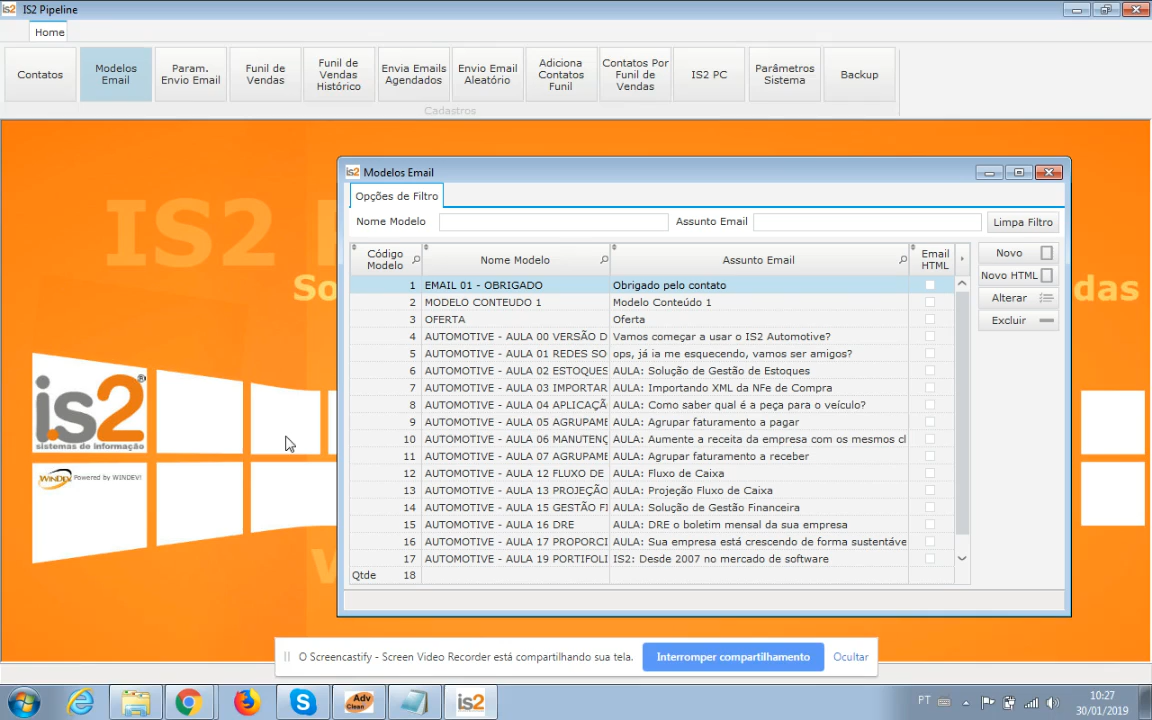 is2 IS2 Pipeline
Home
Contatos
Modelos
Email
Param.
Envio Email
Funil de
Vendas
Funil de
Vendas
Histórico
Envia Emails
Agendados
Envio Email
Aleatório
Adiciona
Contatos
Funil
Contatos Por
Funil de
Vendas
IS2 PC
Parâmetros
Sistema
Backup
Cadastros
IS2 P
So
das
is2 Modelos Email
Opções de Filtro
Nome Modelo
Assunto Email
Limpa Filtro
Código
Modelo
Nome Modelo
Assunto Email
Email
HTML
Novo
Novo HTML
Alterar
Excluir
1 EMAIL 01 - OBRIGADO Obrigado pelo contato
2 MODELO CONTEUDO 1 Modelo Conteúdo 1
3 OFERTA Oferta
4 AUTOMOTIVE - AULA 00 VERSÃO D Vamos começar a usar o IS2 Automotive?
5 AUTOMOTIVE - AULA 01 REDES SO ops, já ia me esquecendo, vamos ser amigos?
6 AUTOMOTIVE - AULA 02 ESTOQUES AULA: Solução de Gestão de Estoques
7 AUTOMOTIVE - AULA 03 IMPORTAR AULA: Importando XML da NFe de Compra
8 AUTOMOTIVE - AULA 04 APLICAÇÃ AULA: Como saber qual é a peça para o veículo?
9 AUTOMOTIVE - AULA 05 AGRUPAME AULA: Agrupar faturamento a pagar
10 AUTOMOTIVE - AULA 06 MANUTENÇ AULA: Aumente a receita da empresa com os mesmos cl
11 AUTOMOTIVE - AULA 07 AGRUPAME AULA: Agrupar faturamento a receber
12 AUTOMOTIVE - AULA 12 FLUXO DE AULA: Fluxo de Caixa
13 AUTOMOTIVE - AULA 13 PROJEÇÃO AULA: Projeção Fluxo de Caixa
14 AUTOMOTIVE - AULA 15 GESTÃO FI AULA: Solução de Gestão Financeira
15 AUTOMOTIVE - AULA 16 DRE AULA: DRE o boletim mensal da sua empresa
16 AUTOMOTIVE - AULA 17 PROPORCI AULA: Sua empresa está crescendo de forma sustentáve
17 AUTOMOTIVE - AULA 19 PORTIFOLI IS2: Desde 2007 no mercado de software
Qtde 18
is2®
sistemas de informação
WINDEV Powered by WINDEV!
O Screencastify - Screen Video Recorder está compartilhando sua tela.
Interromper compartilhamento
Ocultar
Adv
Clean
is2
PT
10:27
30/01/2019